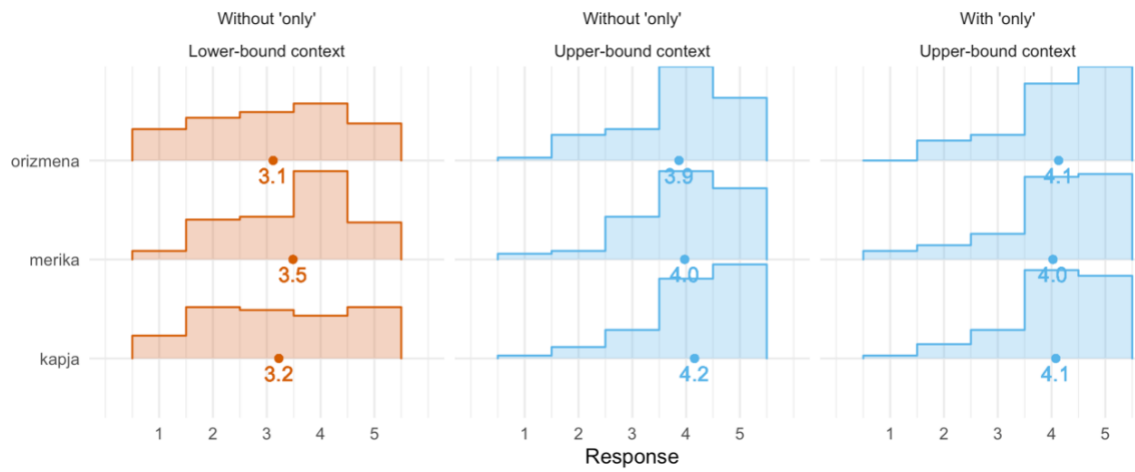 Without 'only' Without 'only' With 'only'
Lower-bound context Upper-bound context Upper-bound context
orizmena
3.1 3.9 4.1
merika
3.5 4.0 4.0
kapja
3.2 4.2 4.1
1 2 3 4 5 1 2 3 4 5 1 2 3 4 5
Response